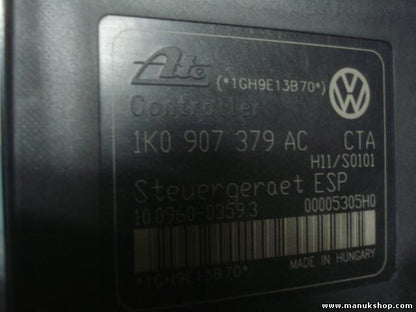 Ate (*1GH9E13B70*)
Controller
1K0 907 379 AC CTA
H11/S0101
Steuergeraet ESP
10.0960-0359.3 00005305H0
*1GH9E13B70*
MADE IN HUNGARY
www.manukshop.com